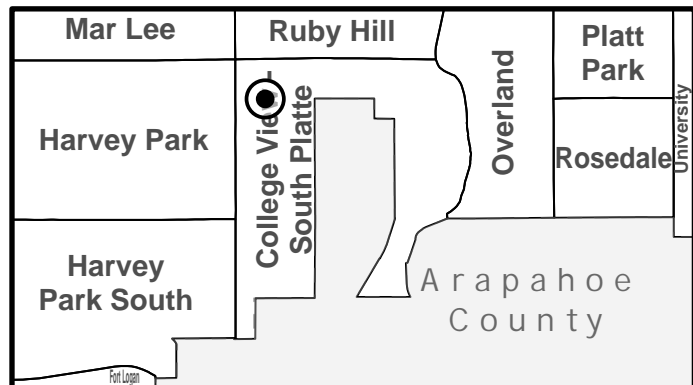 Mar Lee
Ruby Hill
Platt
Park
Harvey Park
College View -
South Platte
Overland
Rosedale
University
Harvey
Park South
Arapahoe
County
Fort Logan